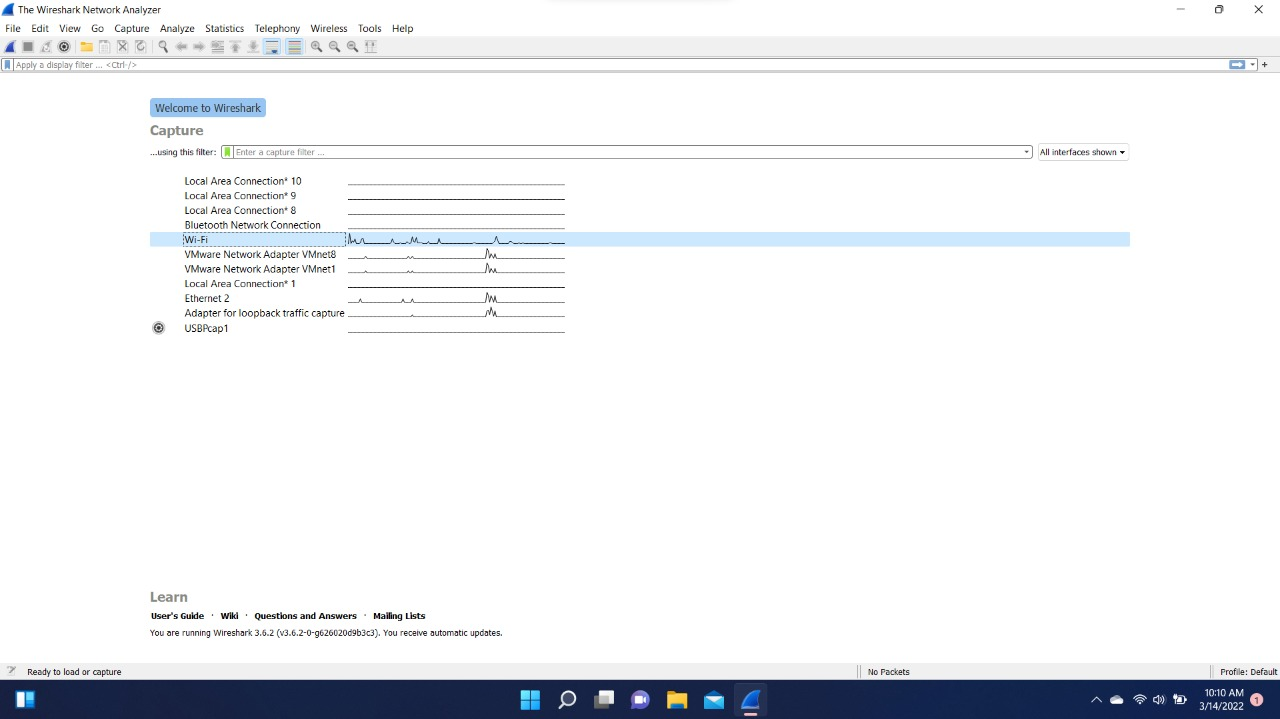 The Wireshark Network Analyzer
File Edit View Go Capture Analyze Statistics Telephony Wireless Tools Help
Apply a display filter ... <Ctrl-/>
+
Welcome to Wireshark
Capture
...using this filter: Enter a capture filter ... All interfaces shown
Local Area Connection* 10
Local Area Connection* 9
Local Area Connection* 8
Bluetooth Network Connection
Wi-Fi
VMware Network Adapter VMnet8
VMware Network Adapter VMnet1
Local Area Connection* 1
Ethernet 2
Adapter for loopback traffic capture
USBPcap1
Learn
User's Guide · Wiki · Questions and Answers · Mailing Lists
You are running Wireshark 3.6.2 (v3.6.2-0-g626020d9b3c3). You receive automatic updates.
Ready to load or capture No Packets Profile: Default
10:10 AM
3/14/2022 1